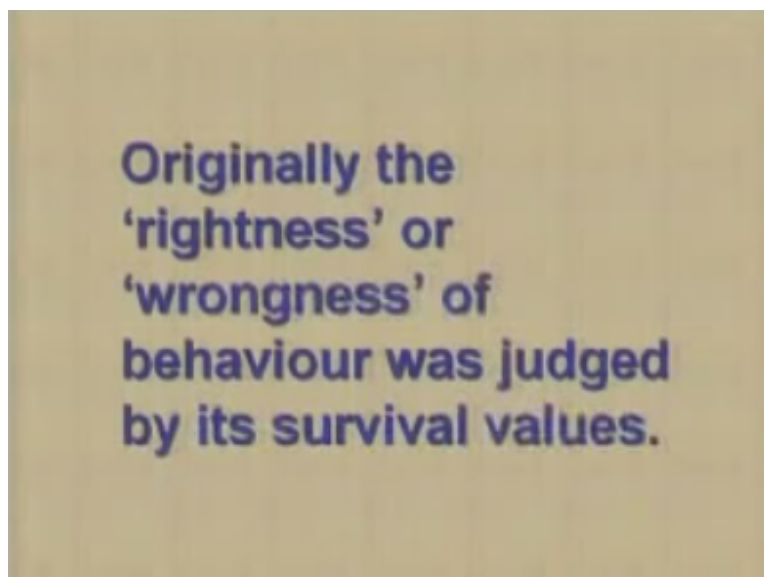 Originally the
‘rightness’ or
‘wrongness’ of
behaviour was judged
by its survival values.